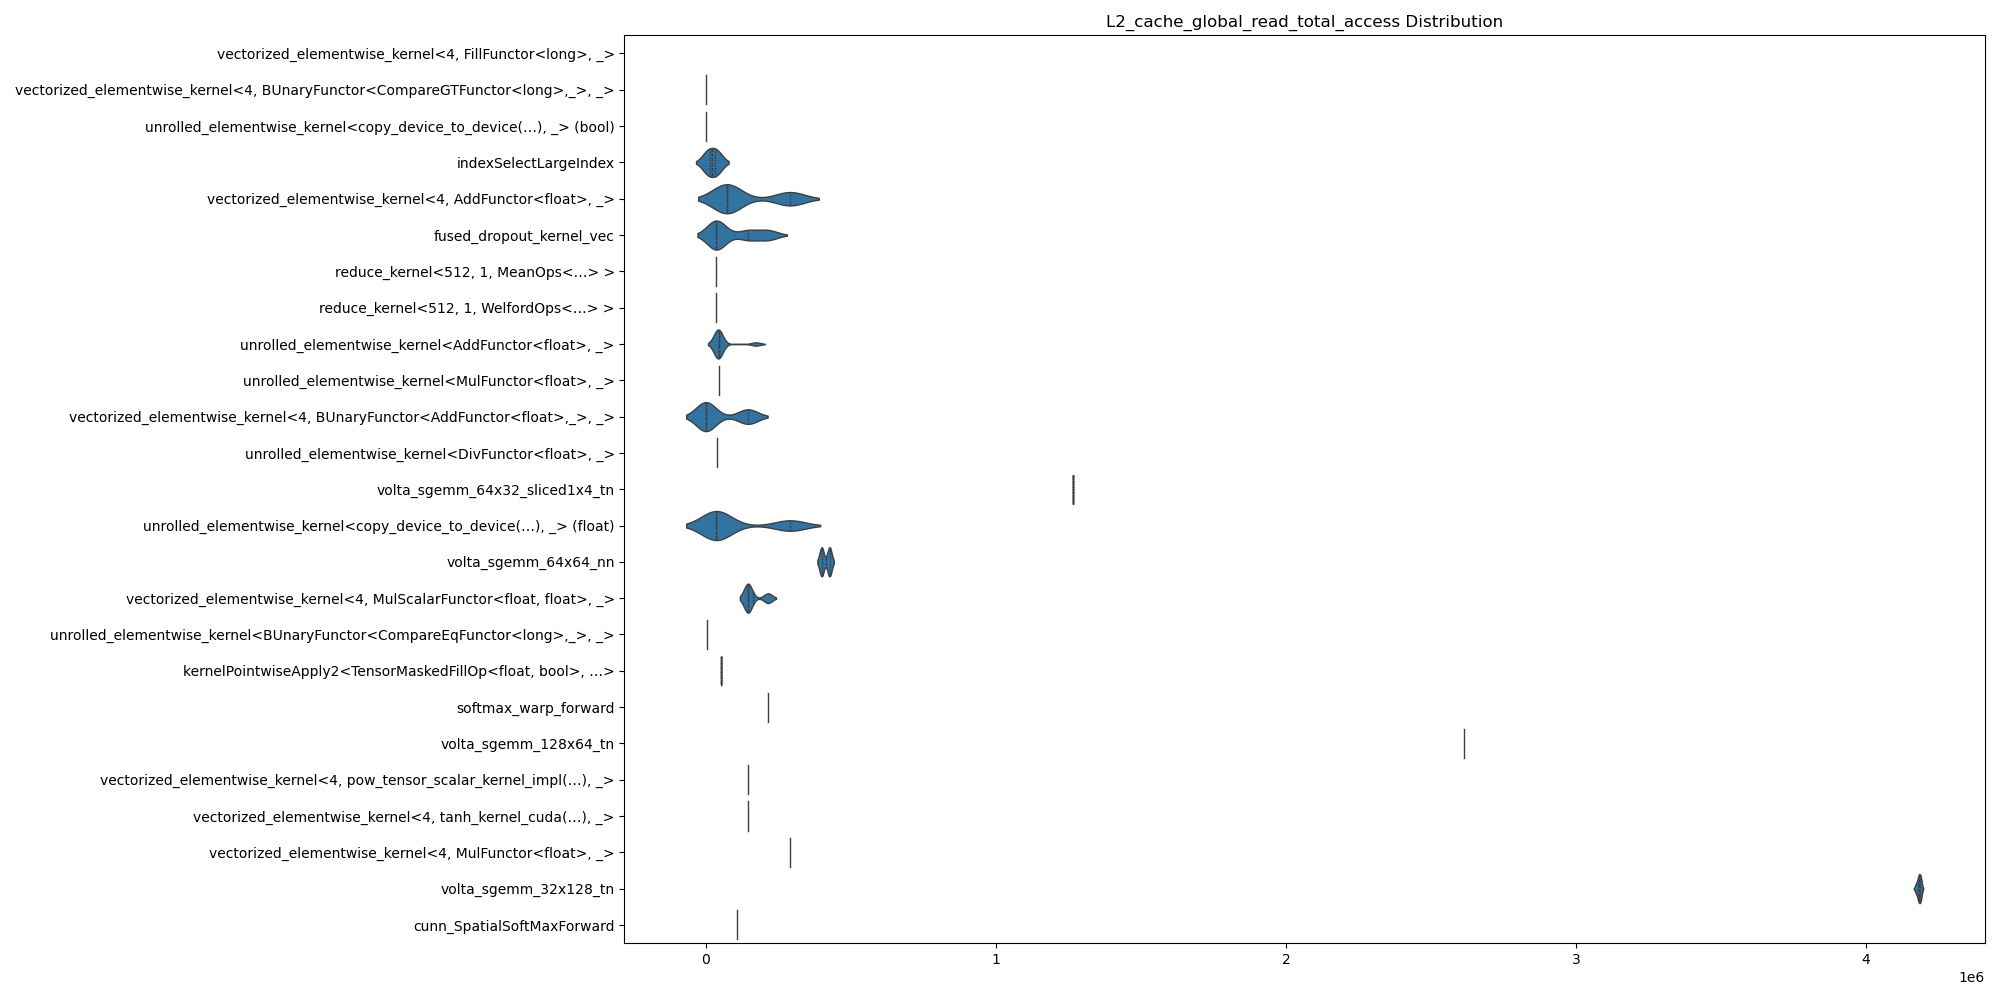 L2_cache_global_read_total_access Distribution
vectorized_elementwise_kernel<4, FillFunctor<long>, _>
vectorized_elementwise_kernel<4, BUnaryFunctor<CompareGTFunctor<long>,_>, _>
unrolled_elementwise_kernel<copy_device_to_device(...), _> (bool)
indexSelectLargeIndex
vectorized_elementwise_kernel<4, AddFunctor<float>, _>
fused_dropout_kernel_vec
reduce_kernel<512, 1, MeanOps<...> >
reduce_kernel<512, 1, WelfordOps<...> >
unrolled_elementwise_kernel<AddFunctor<float>, _>
unrolled_elementwise_kernel<MulFunctor<float>, _>
vectorized_elementwise_kernel<4, BUnaryFunctor<AddFunctor<float>,_>, _>
unrolled_elementwise_kernel<DivFunctor<float>, _>
volta_sgemm_64x32_sliced1x4_tn
unrolled_elementwise_kernel<copy_device_to_device(...), _> (float)
volta_sgemm_64x64_nn
vectorized_elementwise_kernel<4, MulScalarFunctor<float, float>, _>
unrolled_elementwise_kernel<BUnaryFunctor<CompareEqFunctor<long>,_>, _>
kernelPointwiseApply2<TensorMaskedFillOp<float, bool>, ...>
softmax_warp_forward
volta_sgemm_128x64_tn
vectorized_elementwise_kernel<4, pow_tensor_scalar_kernel_impl(...), _>
vectorized_elementwise_kernel<4, tanh_kernel_cuda(...), _>
vectorized_elementwise_kernel<4, MulFunctor<float>, _>
volta_sgemm_32x128_tn
cunn_SpatialSoftMaxForward
0 1 2 3 4
1e6